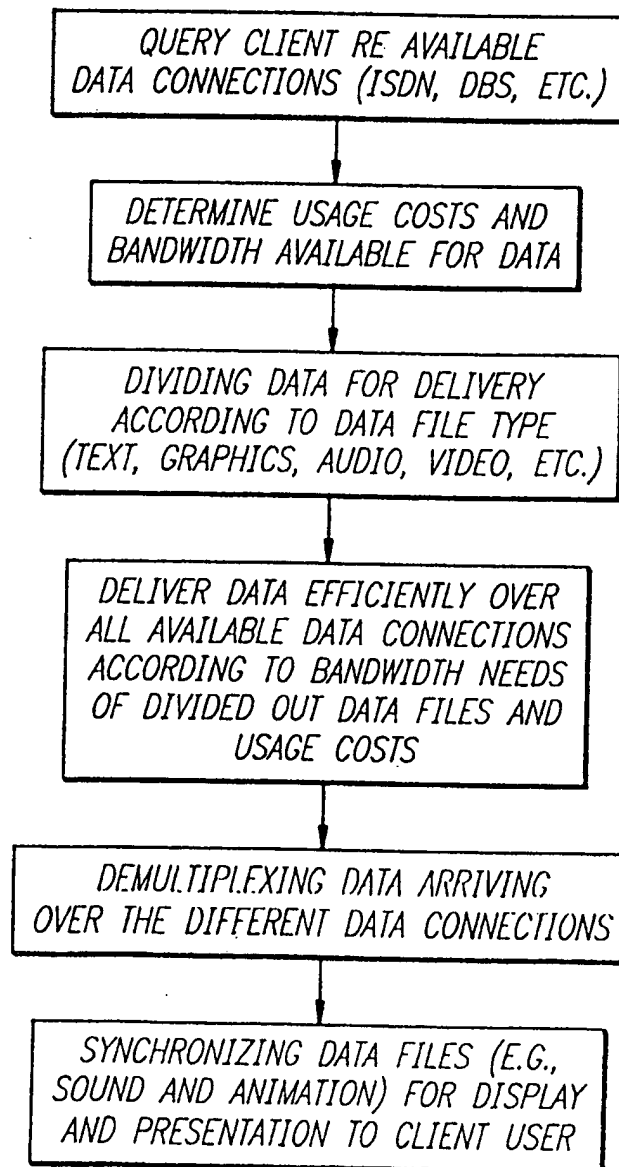 QUERY CLIENT RE AVAILABLE
DATA CONNECTIONS (ISDN, DBS, ETC.)
DETERMINE USAGE COSTS AND
BANDWIDTH AVAILABLE FOR DATA
DIVIDING DATA FOR DELIVERY
ACCORDING TO DATA FILE TYPE
(TEXT, GRAPHICS, AUDIO, VIDEO, ETC.)
DELIVER DATA EFFICIENTLY OVER
ALL AVAILABLE DATA CONNECTIONS
ACCORDING TO BANDWIDTH NEEDS
OF DIVIDED OUT DATA FILES AND
USAGE COSTS
DEMULTIPLEXING DATA ARRIVING
OVER THE DIFFERENT DATA CONNECTIONS
SYNCHRONIZING DATA FILES (E.G.,
SOUND AND ANIMATION) FOR DISPLAY
AND PRESENTATION TO CLIENT USER